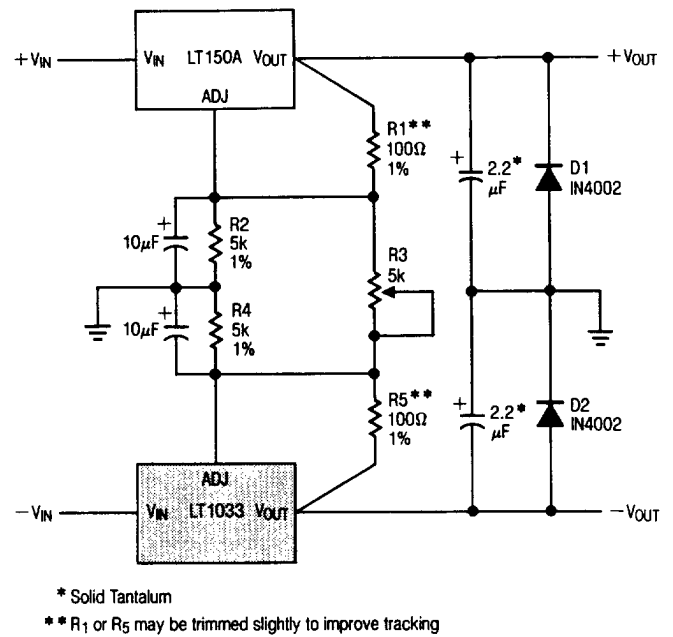 +VIN
VIN LT150A VOUT
ADJ
+VOUT
R1**
100Ω
1%
+
2.2*
μF
D1
IN4002
+
10μF
R2
5k
1%
R3
5k
+
10μF
R4
5k
1%
R5**
100Ω
1%
+
2.2*
μF
D2
IN4002
ADJ
−VIN
VIN LT1033 VOUT
−VOUT
* Solid Tantalum
** R1 or R5 may be trimmed slightly to improve tracking